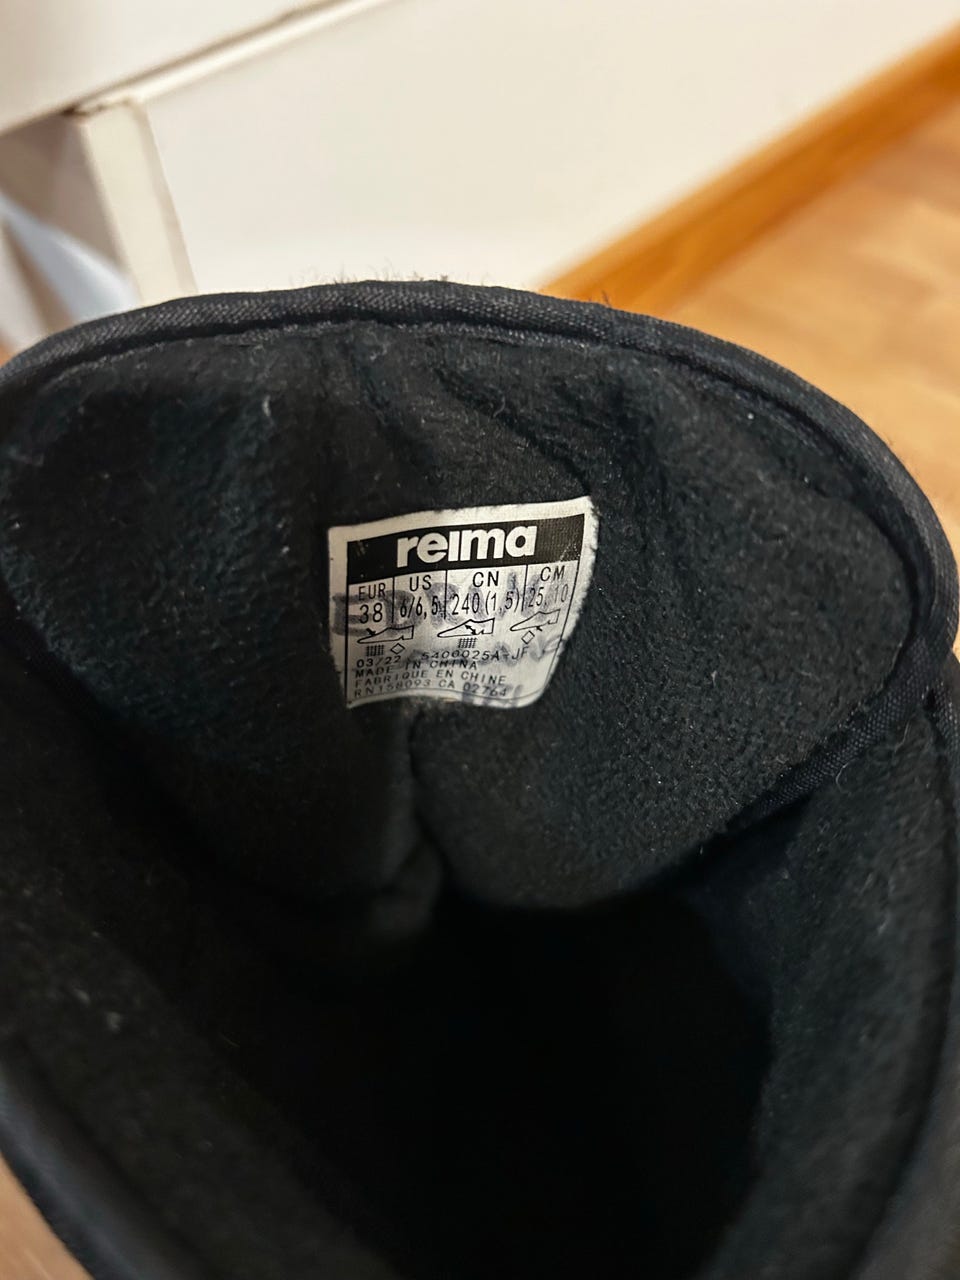 reima
EUR US CN CM
38 6/6,5 240(1,5) 25,10
03/22 5400025A-JF
MADE IN CHINA
FABRIQUE EN CHINE
RN158093 CA 02764